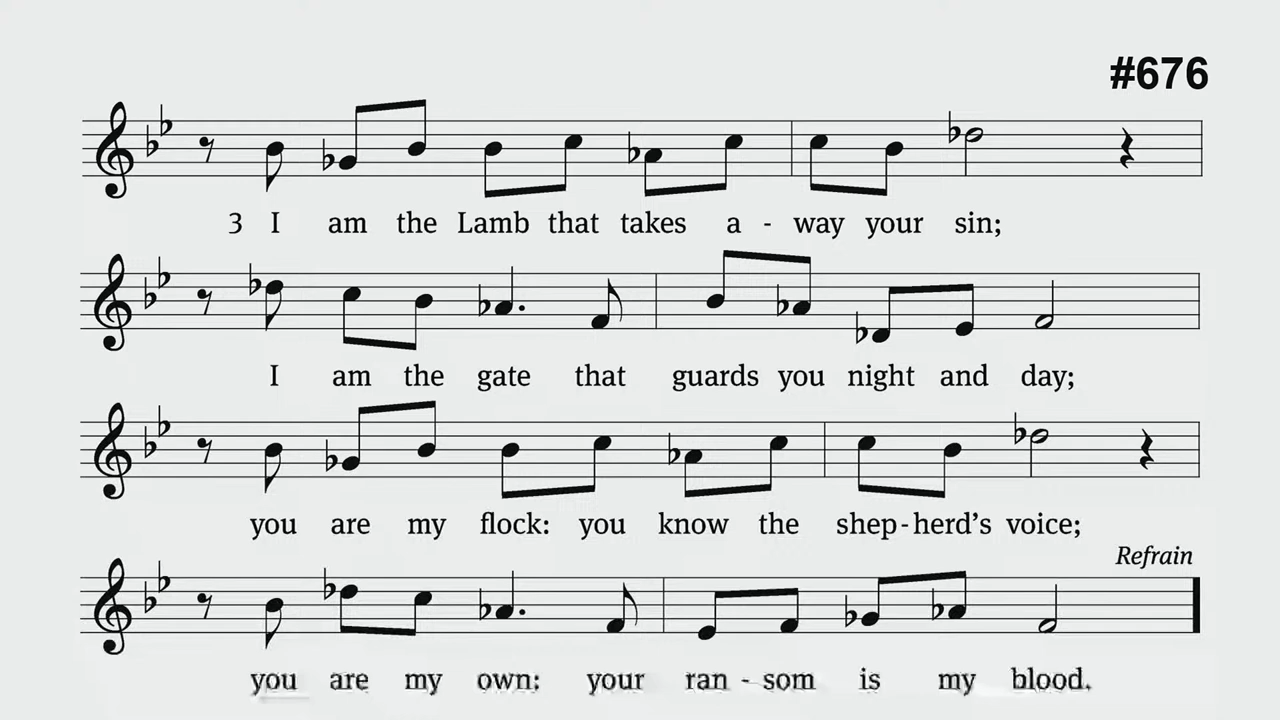 #676
3 I am the Lamb that takes a - way your sin;
I am the gate that guards you night and day;
you are my flock: you know the shep - herd’s voice;
Refrain
you are my own: your ran - som is my blood.